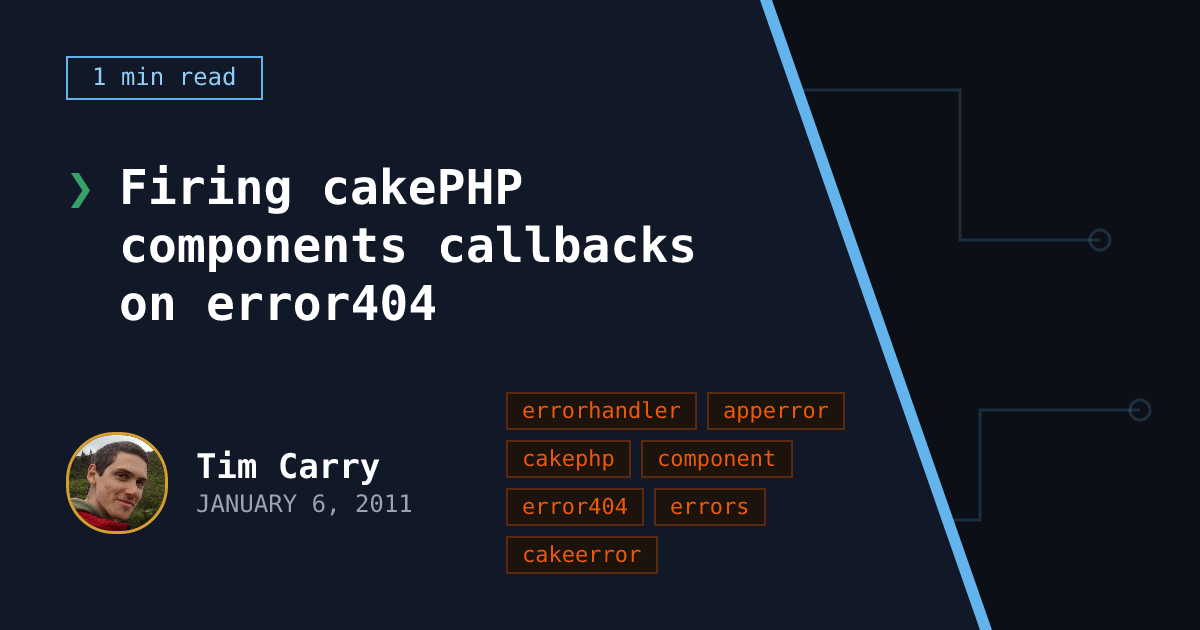 1 min read
❯ Firing cakePHP
components callbacks
on error404
Tim Carry
JANUARY 6, 2011
errorhandler apperror
cakephp component
error404 errors
cakeerror